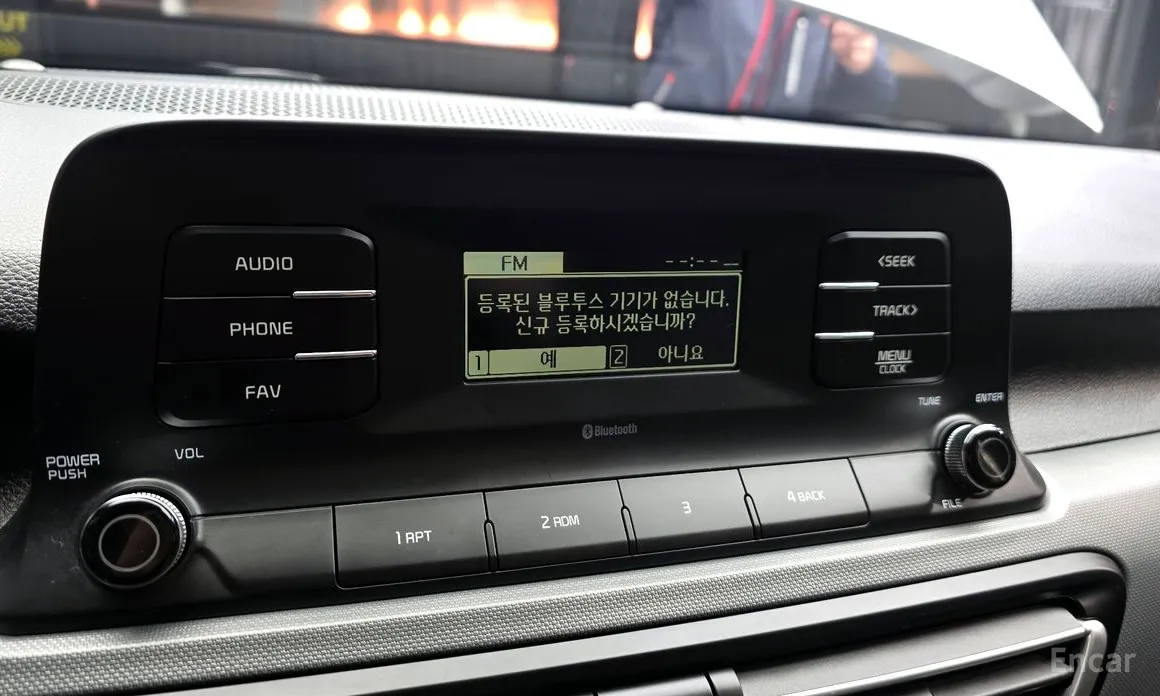 UT
AUDIO
PHONE
FAV
POWER
PUSH
VOL
FM --:-- __
등록된 블루투스 기기가 없습니다.
신규 등록하시겠습니까?
1 예 2 아니요
Bluetooth
<SEEK
TRACK>
MENU
CLOCK
TUNE
ENTER
FILE
1 RPT
2 RDM
3
4 BACK
Encar